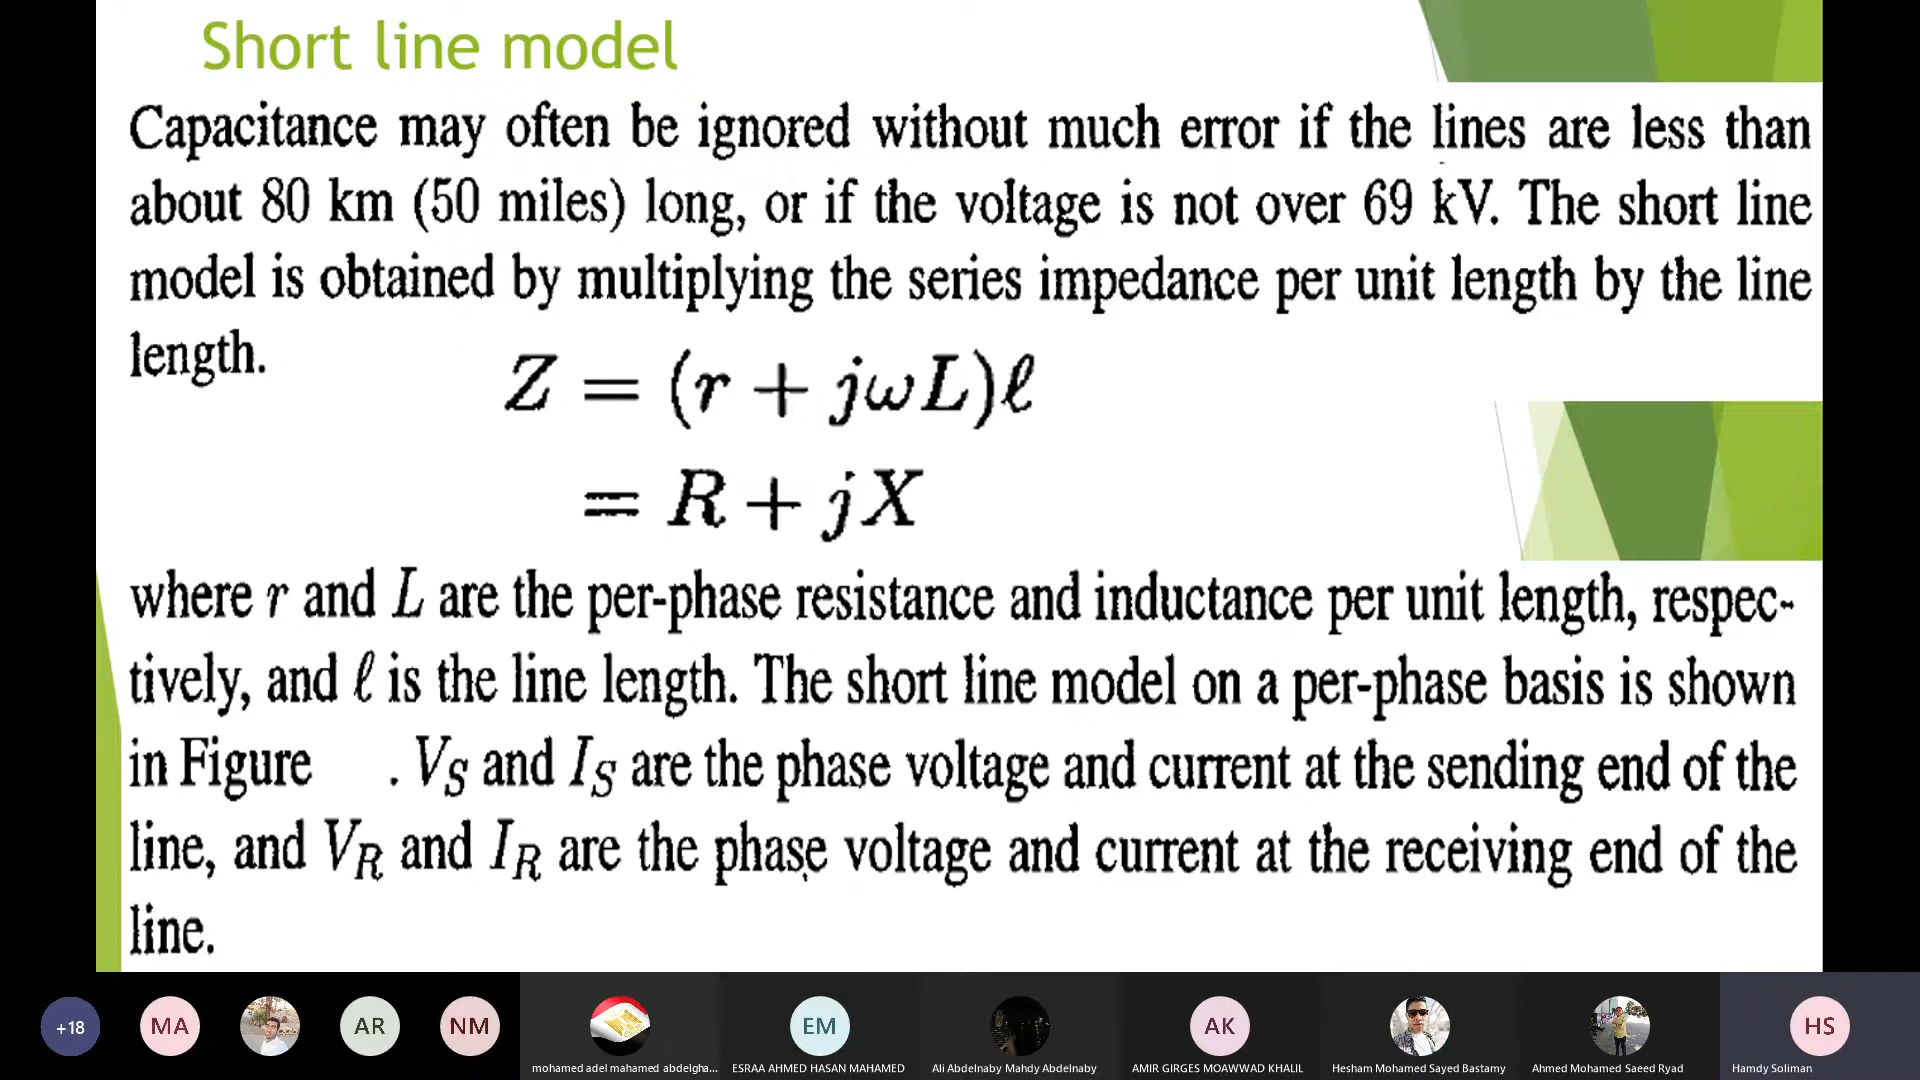 Short line model
Capacitance may often be ignored without much error if the lines are less than
about 80 km (50 miles) long, or if the voltage is not over 69 kV. The short line
model is obtained by multiplying the series impedance per unit length by the line
length.
Z = (r + jωL)ℓ
= R + jX
where r and L are the per-phase resistance and inductance per unit length, respec-
tively, and ℓ is the line length. The short line model on a per-phase basis is shown
in Figure . V_S and I_S are the phase voltage and current at the sending end of the
line, and V_R and I_R are the phase voltage and current at the receiving end of the
line.
+18 MA AR NM EM AK HS
mohamed adel mahamed abdelgha... ESRAA AHMED HASAN MAHAMED Ali Abdelnaby Mahdy Abdelnaby AMIR GIRGES MOAWWAD KHALIL Hesham Mohamed Sayed Bastamy Ahmed Mohamed Saeed Ryad Hamdy Soliman